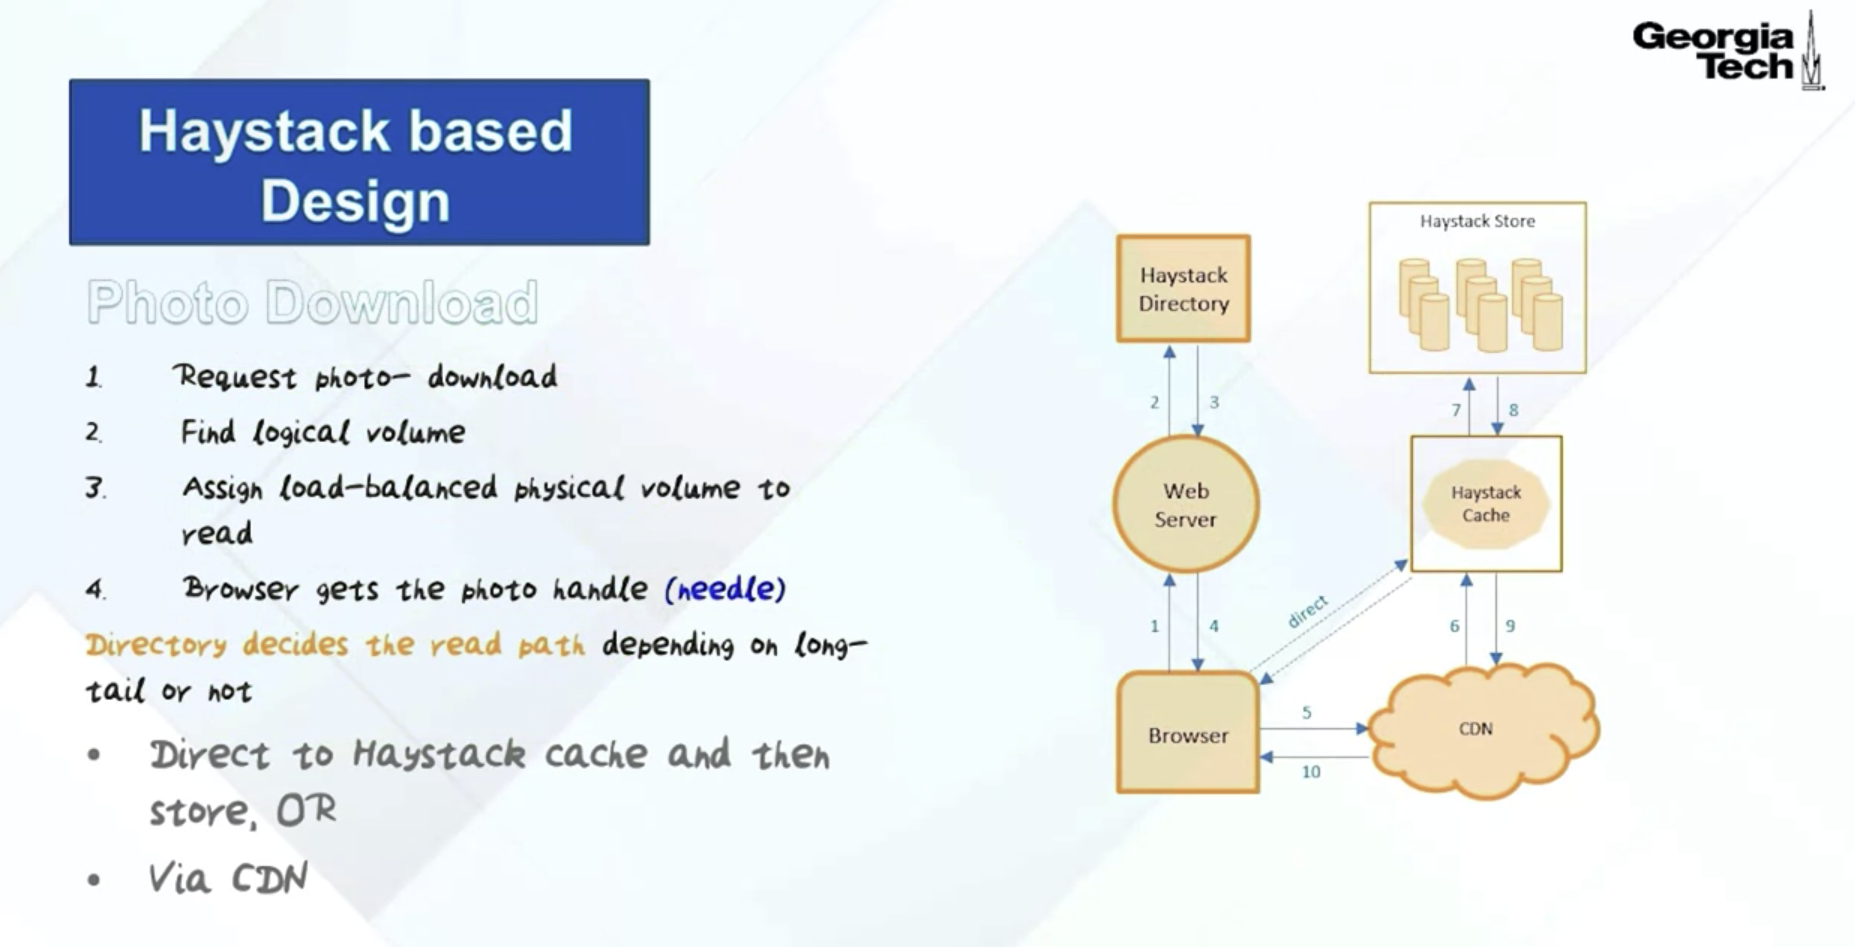 Georgia
Tech
Haystack based
Design
Photo Download
1. Request photo- download
2. Find logical volume
3. Assign load-balanced physical volume to
read
4. Browser gets the photo handle (needle)
Directory decides the read path depending on long-
tail or not
• Direct to Haystack cache and then
store, OR
• Via CDN
Haystack
Directory
Haystack Store
2
3
7
8
Web
Server
Haystack
Cache
direct
1
4
6
9
Browser
5
10
CDN